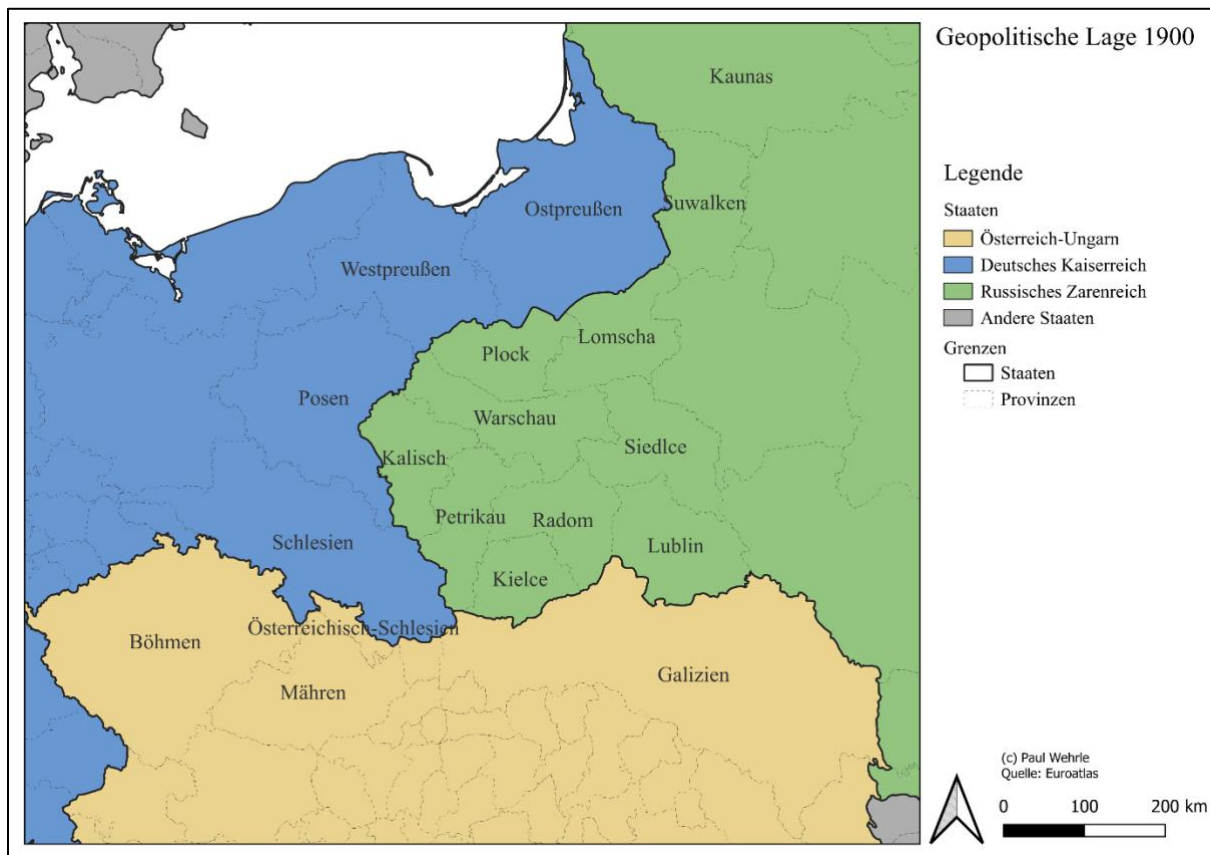 Geopolitische Lage 1900
Kaunas
Suwalken
Ostpreußen
Westpreußen
Lomscha
Plock
Posen
Warschau
Siedlce
Kalisch
Petrikau
Radom
Schlesien
Lublin
Kielce
Österreichisch-Schlesien
Böhmen
Galizien
Mähren
Legende
Staaten
Österreich-Ungarn
Deutsches Kaiserreich
Russisches Zarenreich
Andere Staaten
Grenzen
Staaten
Provinzen
(c) Paul Wehrle
Quelle: Euroatlas
0 100 200 km